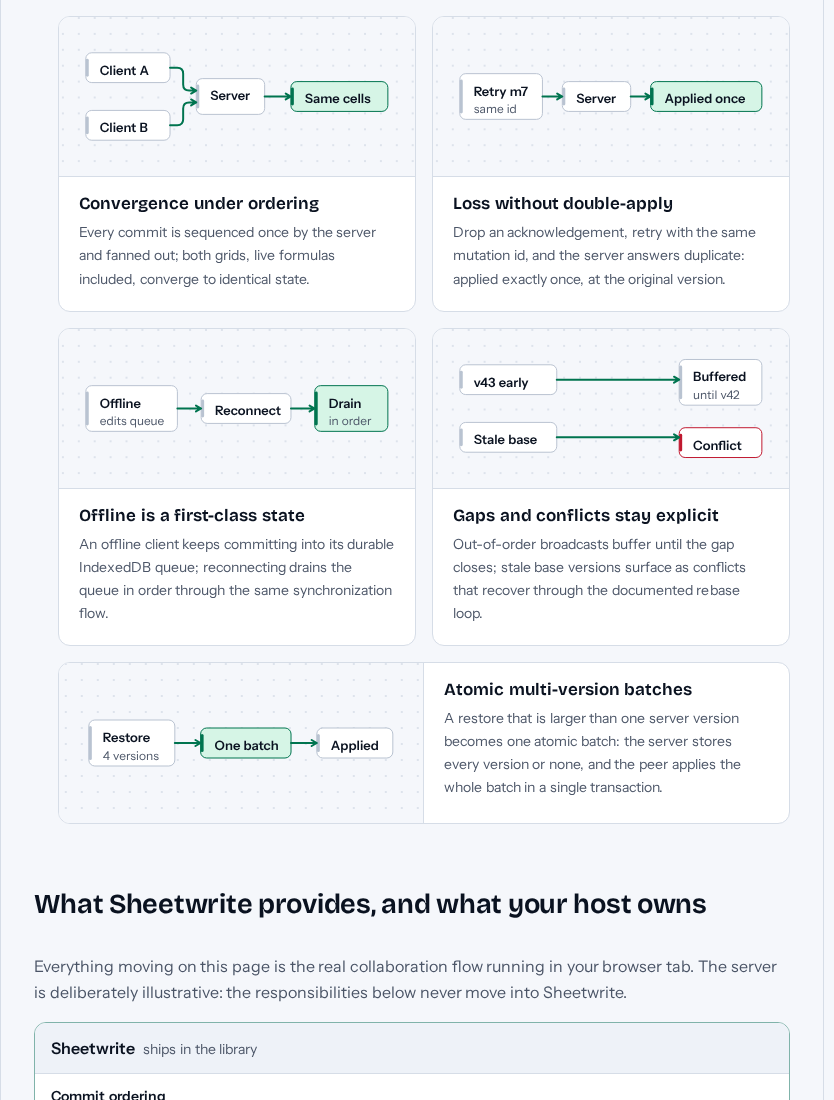 Client A
Client B
Server
Same cells
Convergence under ordering
Every commit is sequenced once by the server
and fanned out; both grids, live formulas
included, converge to identical state.
Retry m7
same id
Server
Applied once
Loss without double-apply
Drop an acknowledgement, retry with the same
mutation id, and the server answers duplicate:
applied exactly once, at the original version.
Offline
edits queue
Reconnect
Drain
in order
Offline is a first-class state
An offline client keeps committing into its durable
IndexedDB queue; reconnecting drains the
queue in order through the same synchronization
flow.
v43 early
Buffered
until v42
Stale base
Conflict
Gaps and conflicts stay explicit
Out-of-order broadcasts buffer until the gap
closes; stale base versions surface as conflicts
that recover through the documented rebase
loop.
Restore
4 versions
One batch
Applied
Atomic multi-version batches
A restore that is larger than one server version
becomes one atomic batch: the server stores
every version or none, and the peer applies the
whole batch in a single transaction.
What Sheetwrite provides, and what your host owns
Everything moving on this page is the real collaboration flow running in your browser tab. The server
is deliberately illustrative: the responsibilities below never move into Sheetwrite.
Sheetwrite ships in the library
Commit ordering